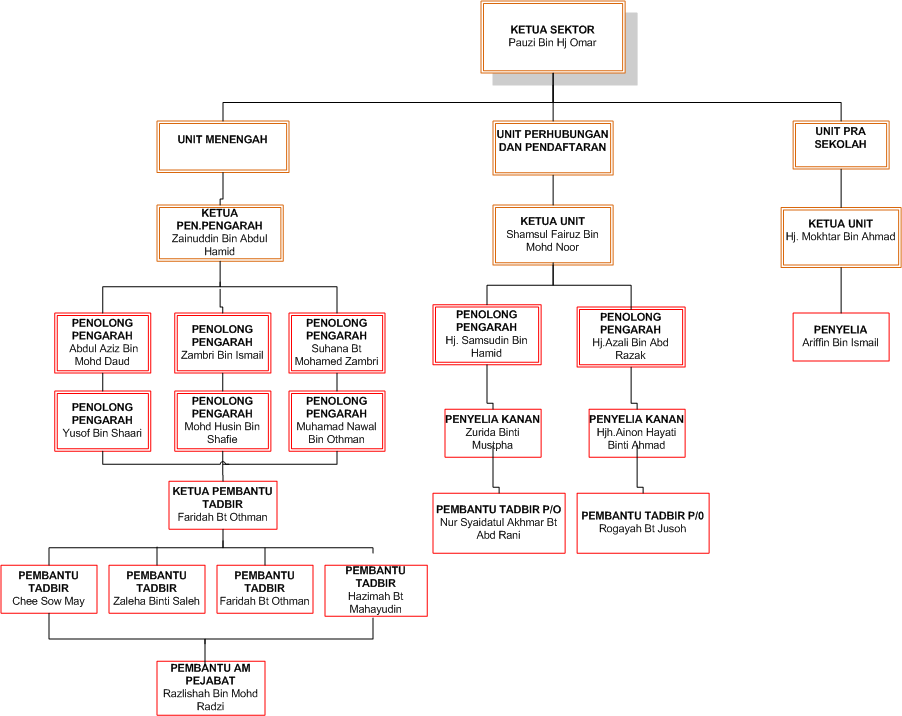 KETUA SEKTOR
Pauzi Bin Hj Omar
UNIT MENENGAH
UNIT PERHUBUNGAN
DAN PENDAFTARAN
UNIT PRA
SEKOLAH
KETUA
PEN.PENGARAH
Zainuddin Bin Abdul
Hamid
KETUA UNIT
Shamsul Fairuz Bin
Mohd Noor
KETUA UNIT
Hj. Mokhtar Bin Ahmad
PENOLONG
PENGARAH
Abdul Aziz Bin
Mohd Daud
PENOLONG
PENGARAH
Zambri Bin Ismail
PENOLONG
PENGARAH
Suhana Bt
Mohamed Zambri
PENOLONG
PENGARAH
Hj. Samsudin Bin
Hamid
PENOLONG
PENGARAH
Hj.Azali Bin Abd
Razak
PENYELIA
Ariffin Bin Ismail
PENOLONG
PENGARAH
Yusof Bin Shaari
PENOLONG
PENGARAH
Mohd Husin Bin
Shafie
PENOLONG
PENGARAH
Muhamad Nawal
Bin Othman
PENYELIA KANAN
Zurida Binti
Mustpha
PENYELIA KANAN
Hjh.Ainon Hayati
Binti Ahmad
KETUA PEMBANTU
TADBIR
Faridah Bt Othman
PEMBANTU TADBIR P/O
Nur Syaidatul Akhmar Bt
Abd Rani
PEMBANTU TADBIR P/0
Rogayah Bt Jusoh
PEMBANTU
TADBIR
Chee Sow May
PEMBANTU
TADBIR
Zaleha Binti Saleh
PEMBANTU
TADBIR
Faridah Bt Othman
PEMBANTU
TADBIR
Hazimah Bt
Mahayudin
PEMBANTU AM
PEJABAT
Razlishah Bin Mohd
Radzi